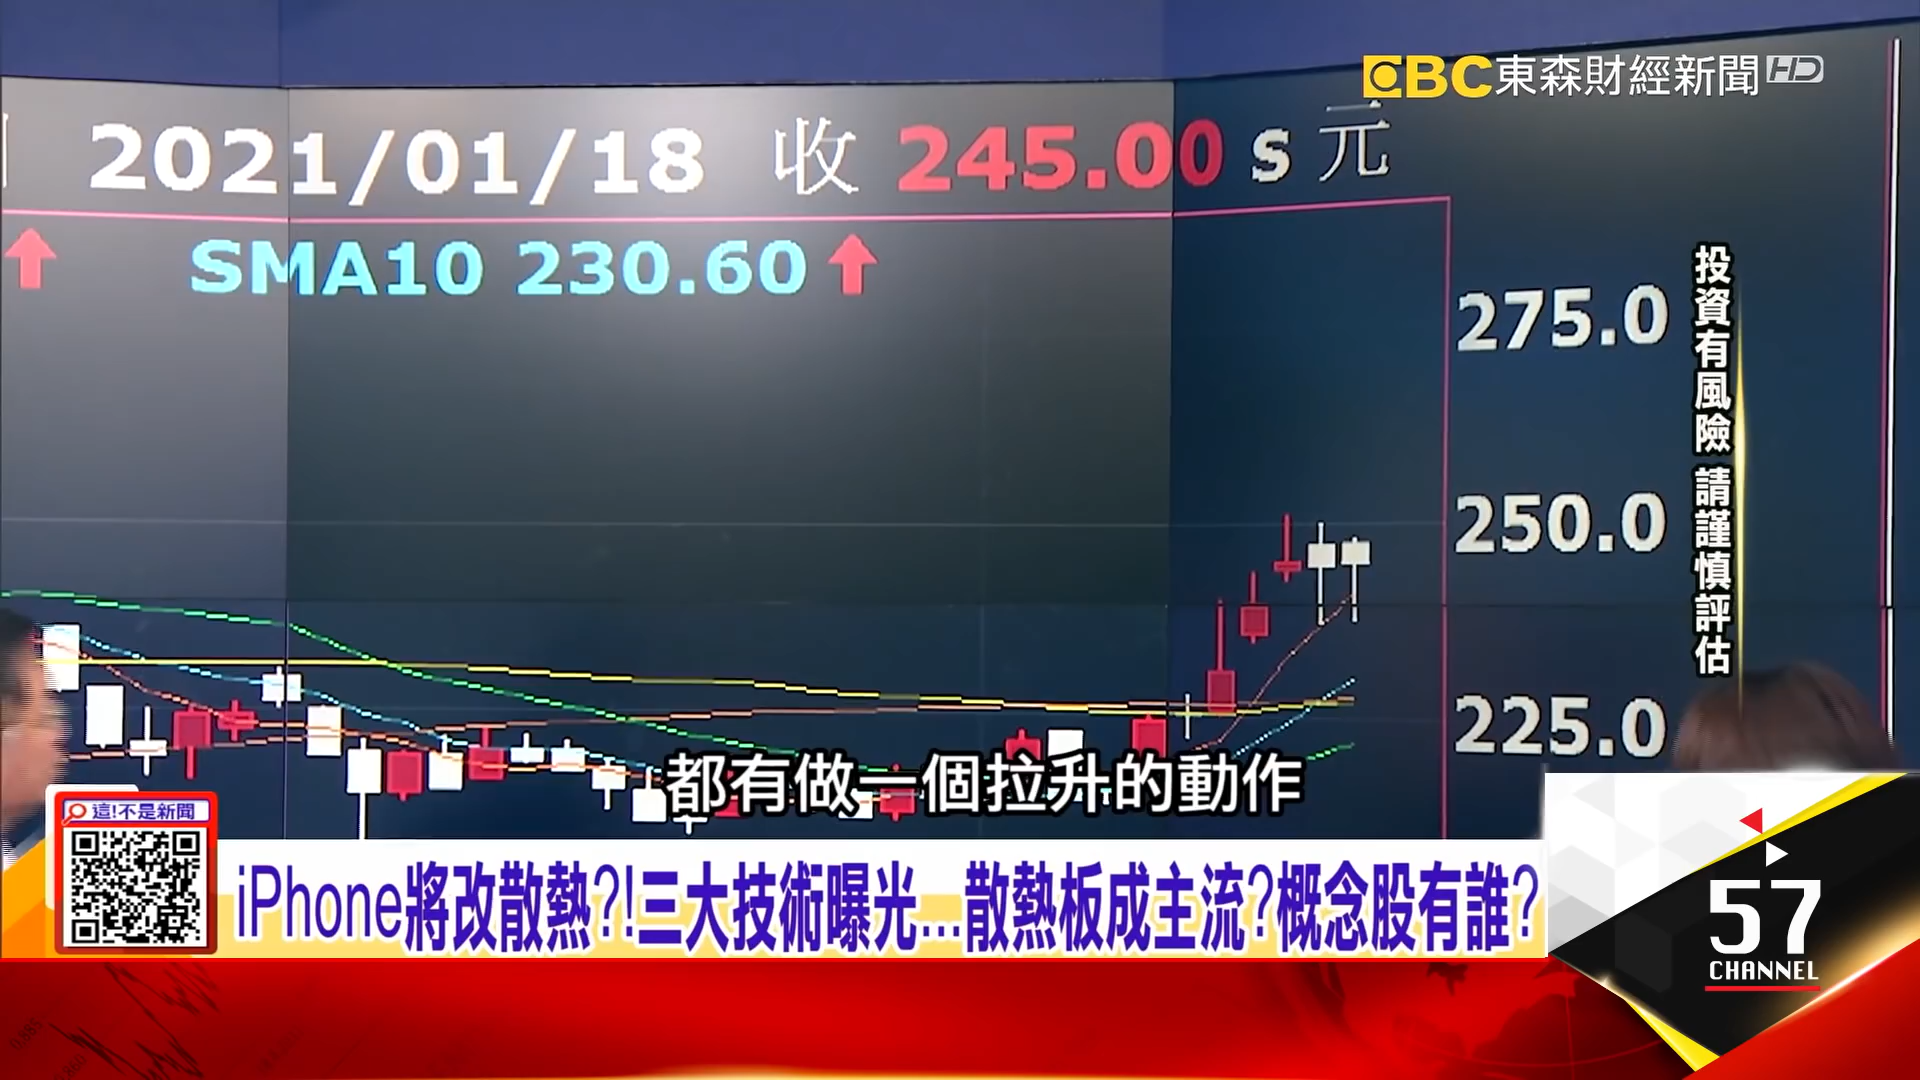 EBC東森財經新聞HD
2021/01/18 收 245.00 s 元
SMA10 230.60
275.0
250.0
225.0
投資有風險 請謹慎評估
都有做一個拉升的動作
這!不是新聞
iPhone將改散熱?!三大技術曝光...散熱板成主流?概念股有誰?
57
CHANNEL